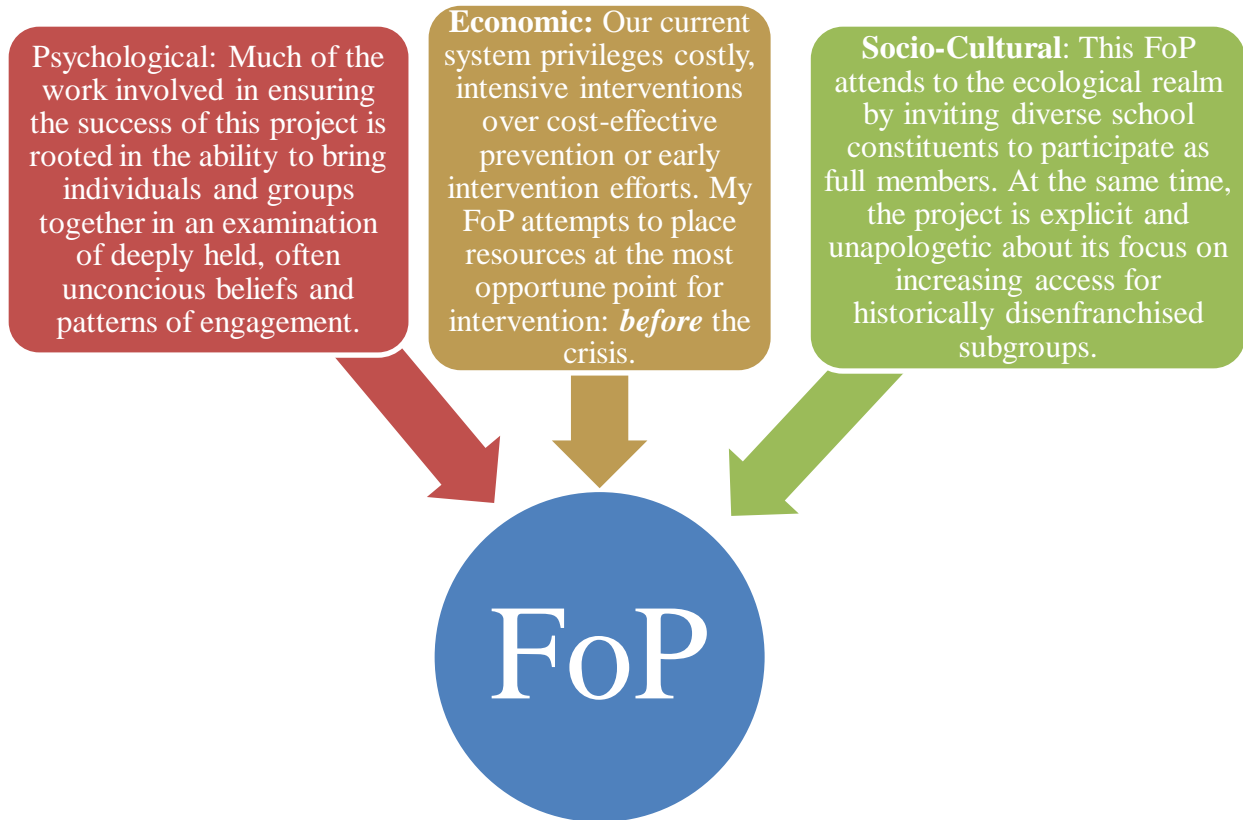 Psychological: Much of the
work involved in ensuring
the success of this project is
rooted in the ability to bring
individuals and groups
together in an examination
of deeply held, often
unconcious beliefs and
patterns of engagement.
Economic: Our current
system privileges costly,
intensive interventions
over cost-effective
prevention or early
intervention efforts. My
FoP attempts to place
resources at the most
opportune point for
intervention: before the
crisis.
Socio-Cultural: This FoP
attends to the ecological realm
by inviting diverse school
constituents to participate as
full members. At the same time,
the project is explicit and
unapologetic about its focus on
increasing access for
historically disenfranchised
subgroups.
FoP